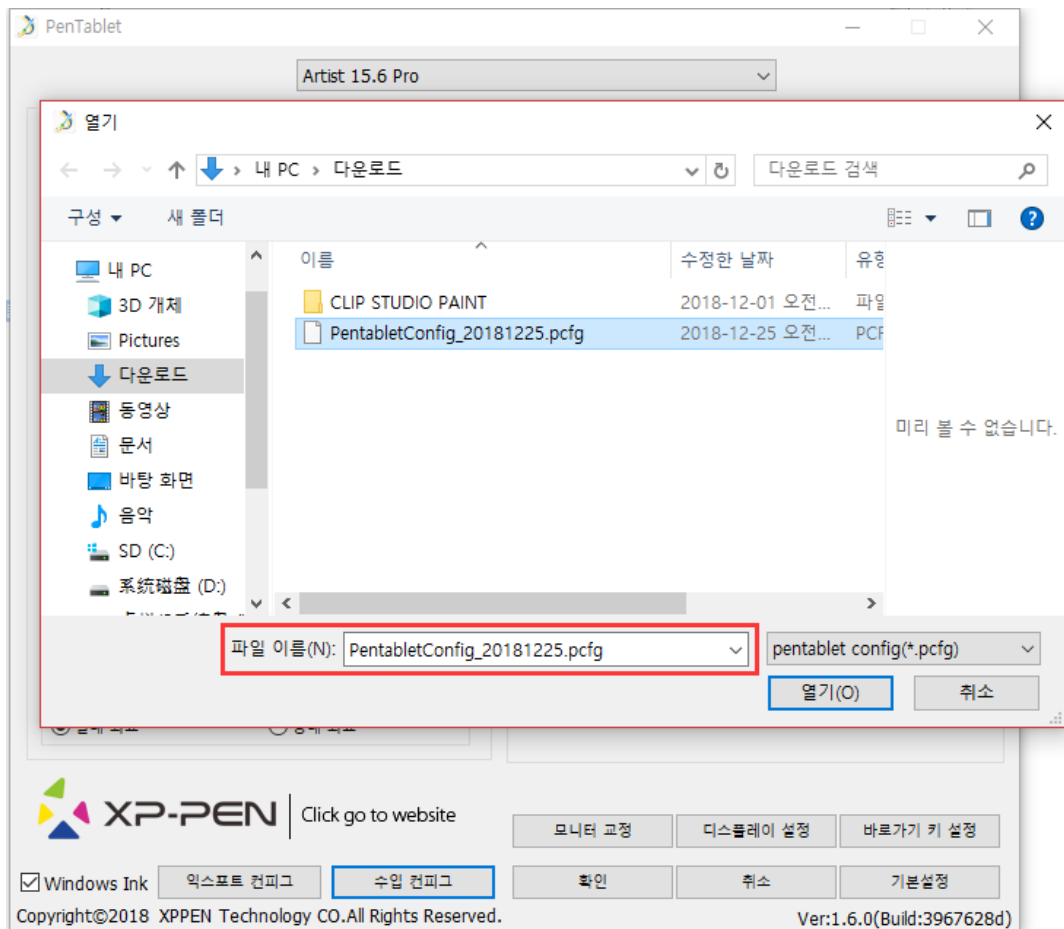 PenTablet
Artist 15.6 Pro
열기
내 PC › 다운로드
다운로드 검색
구성 새 폴더
이름 수정한 날짜 유형
내 PC
3D 개체
Pictures
다운로드
동영상
문서
바탕 화면
음악
SD (C:)
系统磁盘 (D:)
CLIP STUDIO PAINT 2018-12-01 오전...
PentabletConfig_20181225.pcfg 2018-12-25 오전...
미리 볼 수 없습니다.
파일 이름(N): PentabletConfig_20181225.pcfg pentablet config(*.pcfg)
열기(O) 취소
XP-PEN Click go to website
모니터 교정 디스플레이 설정 바로가기 키 설정
Windows Ink 익스포트 컨피그 수입 컨피그 확인 취소 기본설정
Copyright©2018 XPPEN Technology CO.All Rights Reserved.
Ver:1.6.0(Build:3967628d)